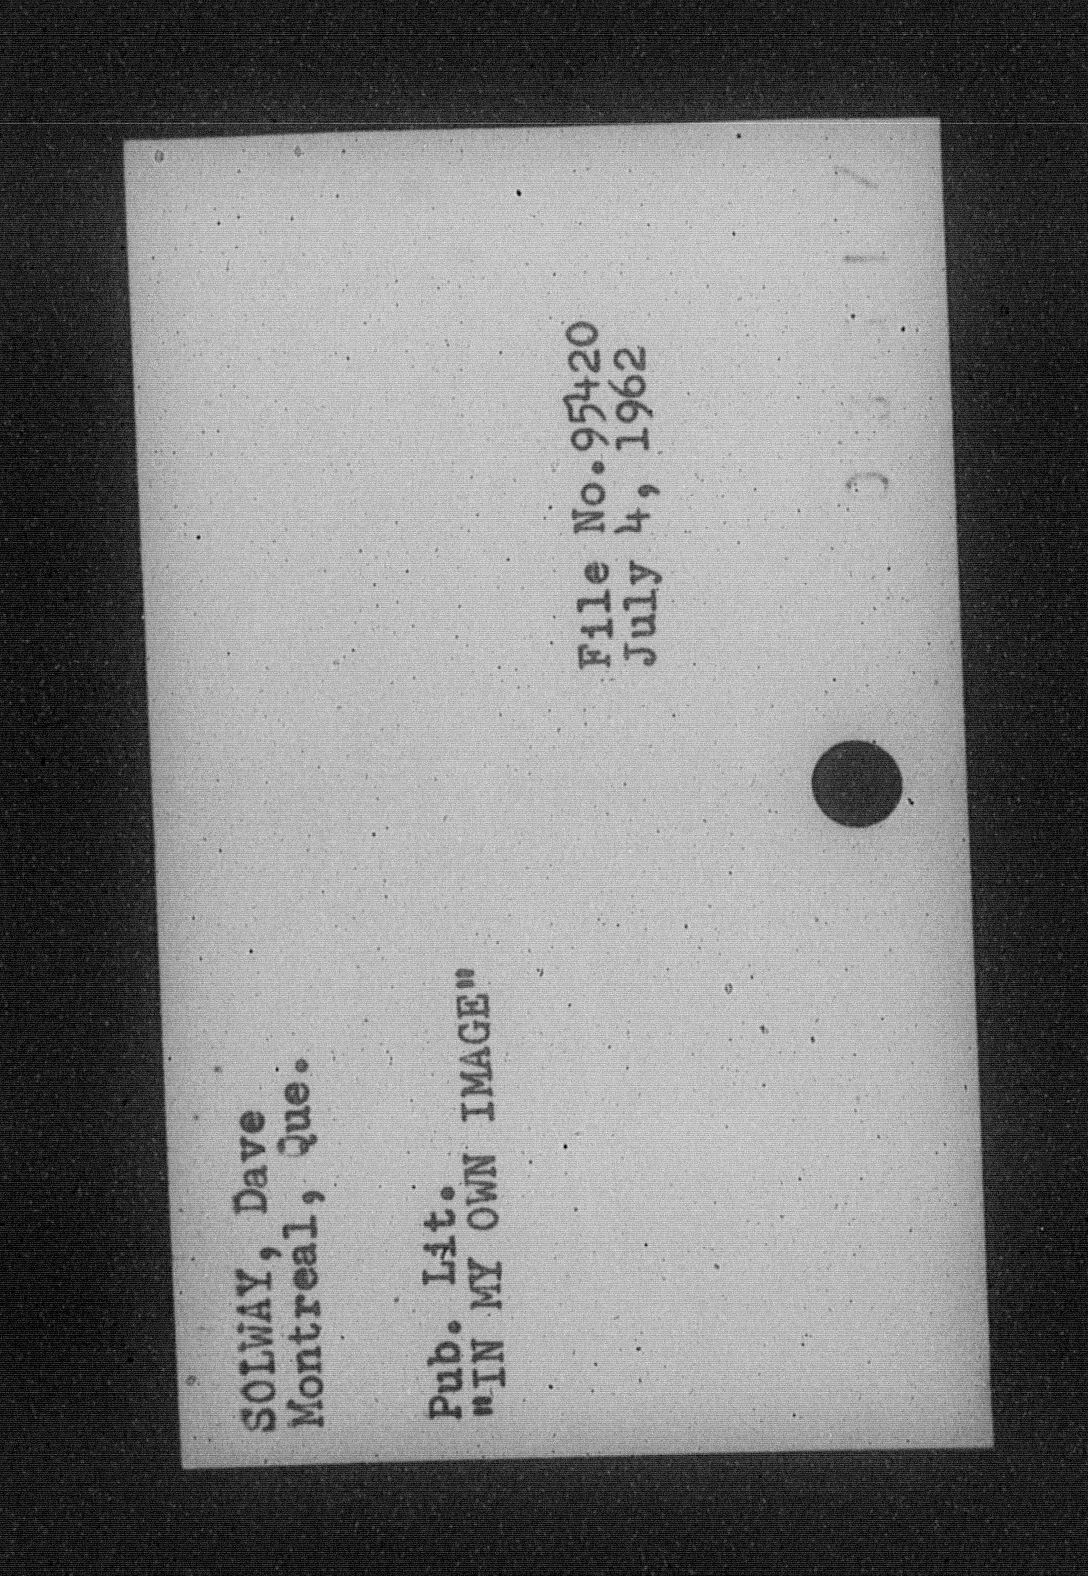 SOLWAY, Dave
Montreal, Que.
Pub. Lit.
"IN MY OWN IMAGE"
File No.95420
July 4, 1962